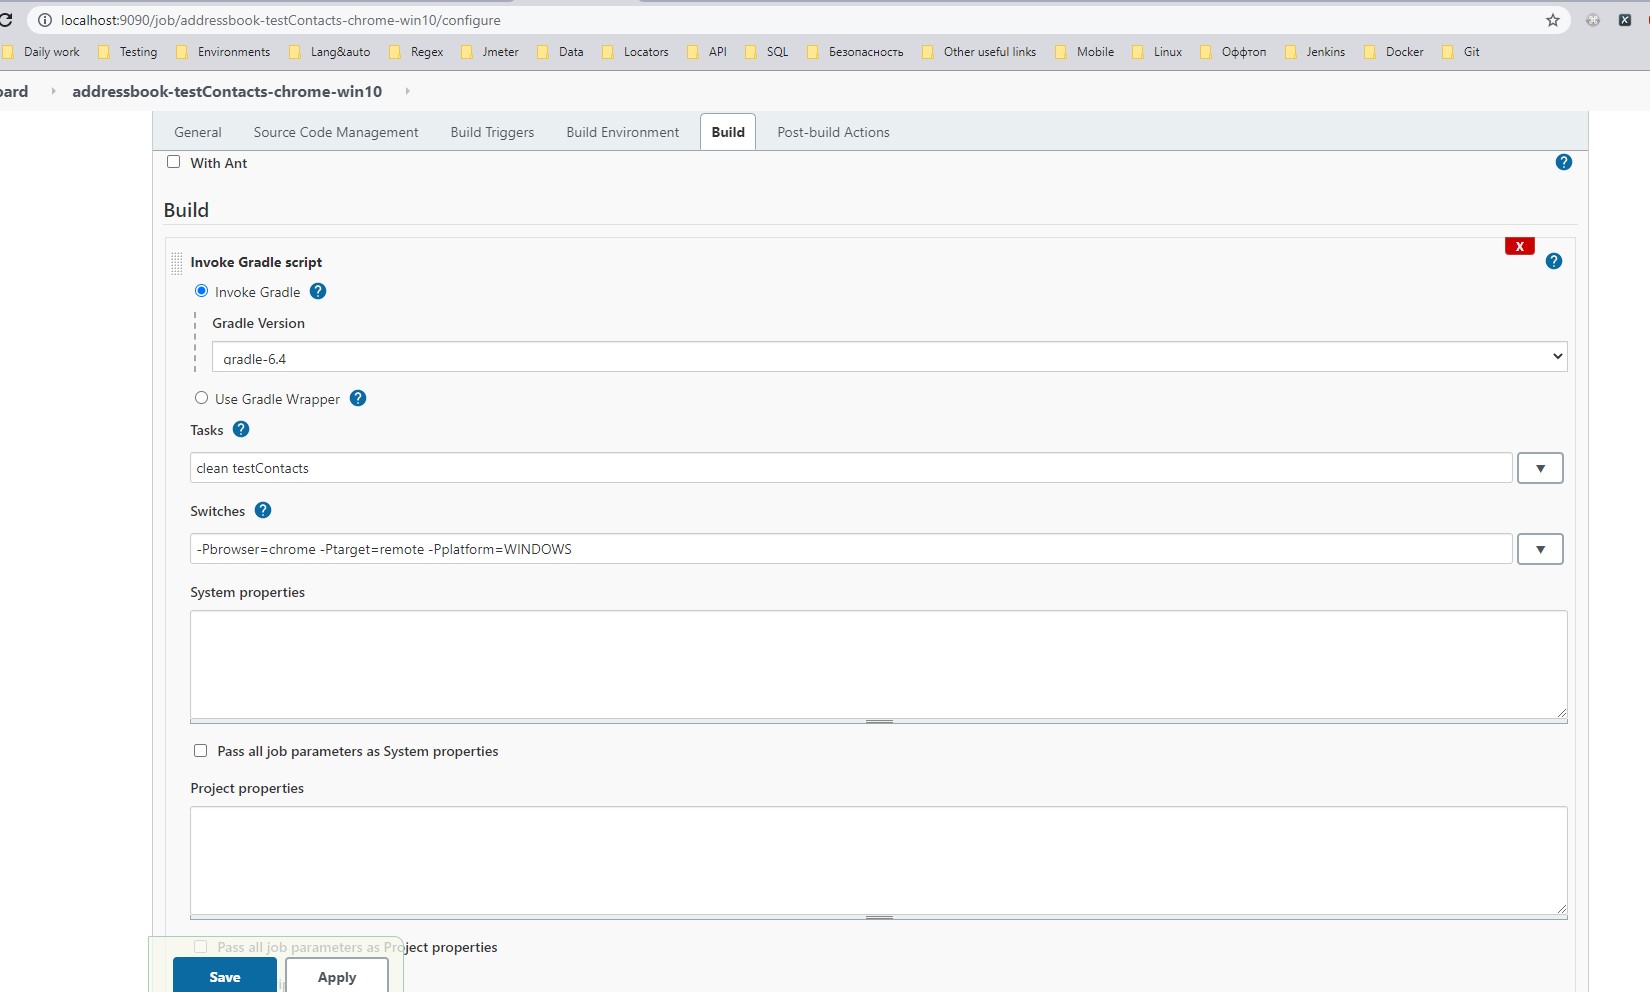 localhost:9090/job/addressbook-testContacts-chrome-win10/configure
Daily work Testing Environments Lang&auto Regex Jmeter Data Locators API SQL Безопасность Other useful links Mobile Linux Оффтоп Jenkins Docker Git
oard addressbook-testContacts-chrome-win10
General Source Code Management Build Triggers Build Environment Build Post-build Actions
With Ant ?
Build
X
Invoke Gradle script ?
Invoke Gradle ?
Gradle Version
gradle-6.4
Use Gradle Wrapper ?
Tasks ?
clean testContacts
Switches ?
-Pbrowser=chrome -Ptarget=remote -Pplatform=WINDOWS
System properties
Pass all job parameters as System properties
Project properties
Pass all job parameters as Project properties
Save Apply